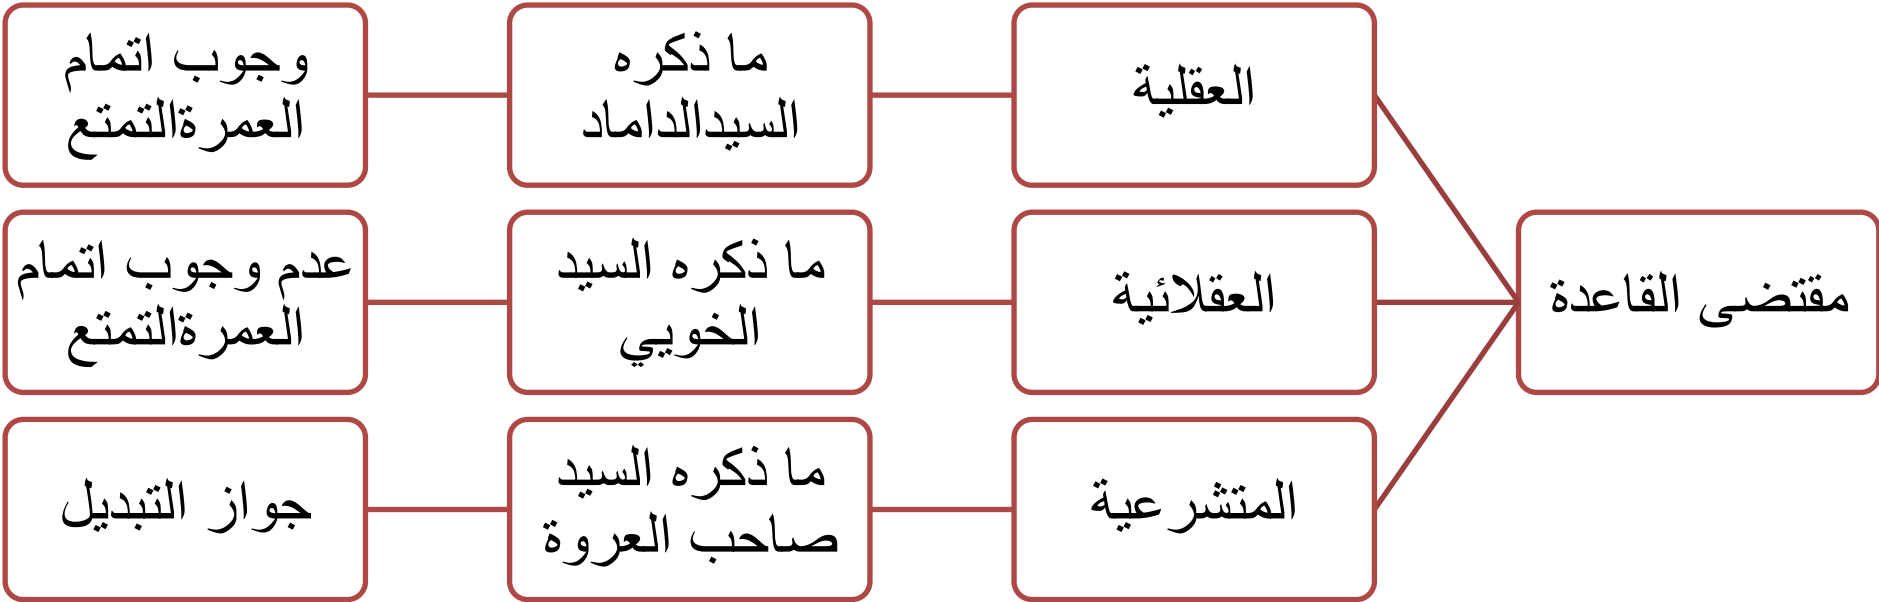 مقتضى القاعدة
العقلية
ما ذكره
السيدالداماد
وجوب اتمام
العمرةالتمتع
العقلائية
ما ذكره السيد
الخويي
عدم وجوب اتمام
العمرةالتمتع
المتشرعية
ما ذكره السيد
صاحب العروة
جواز التبديل